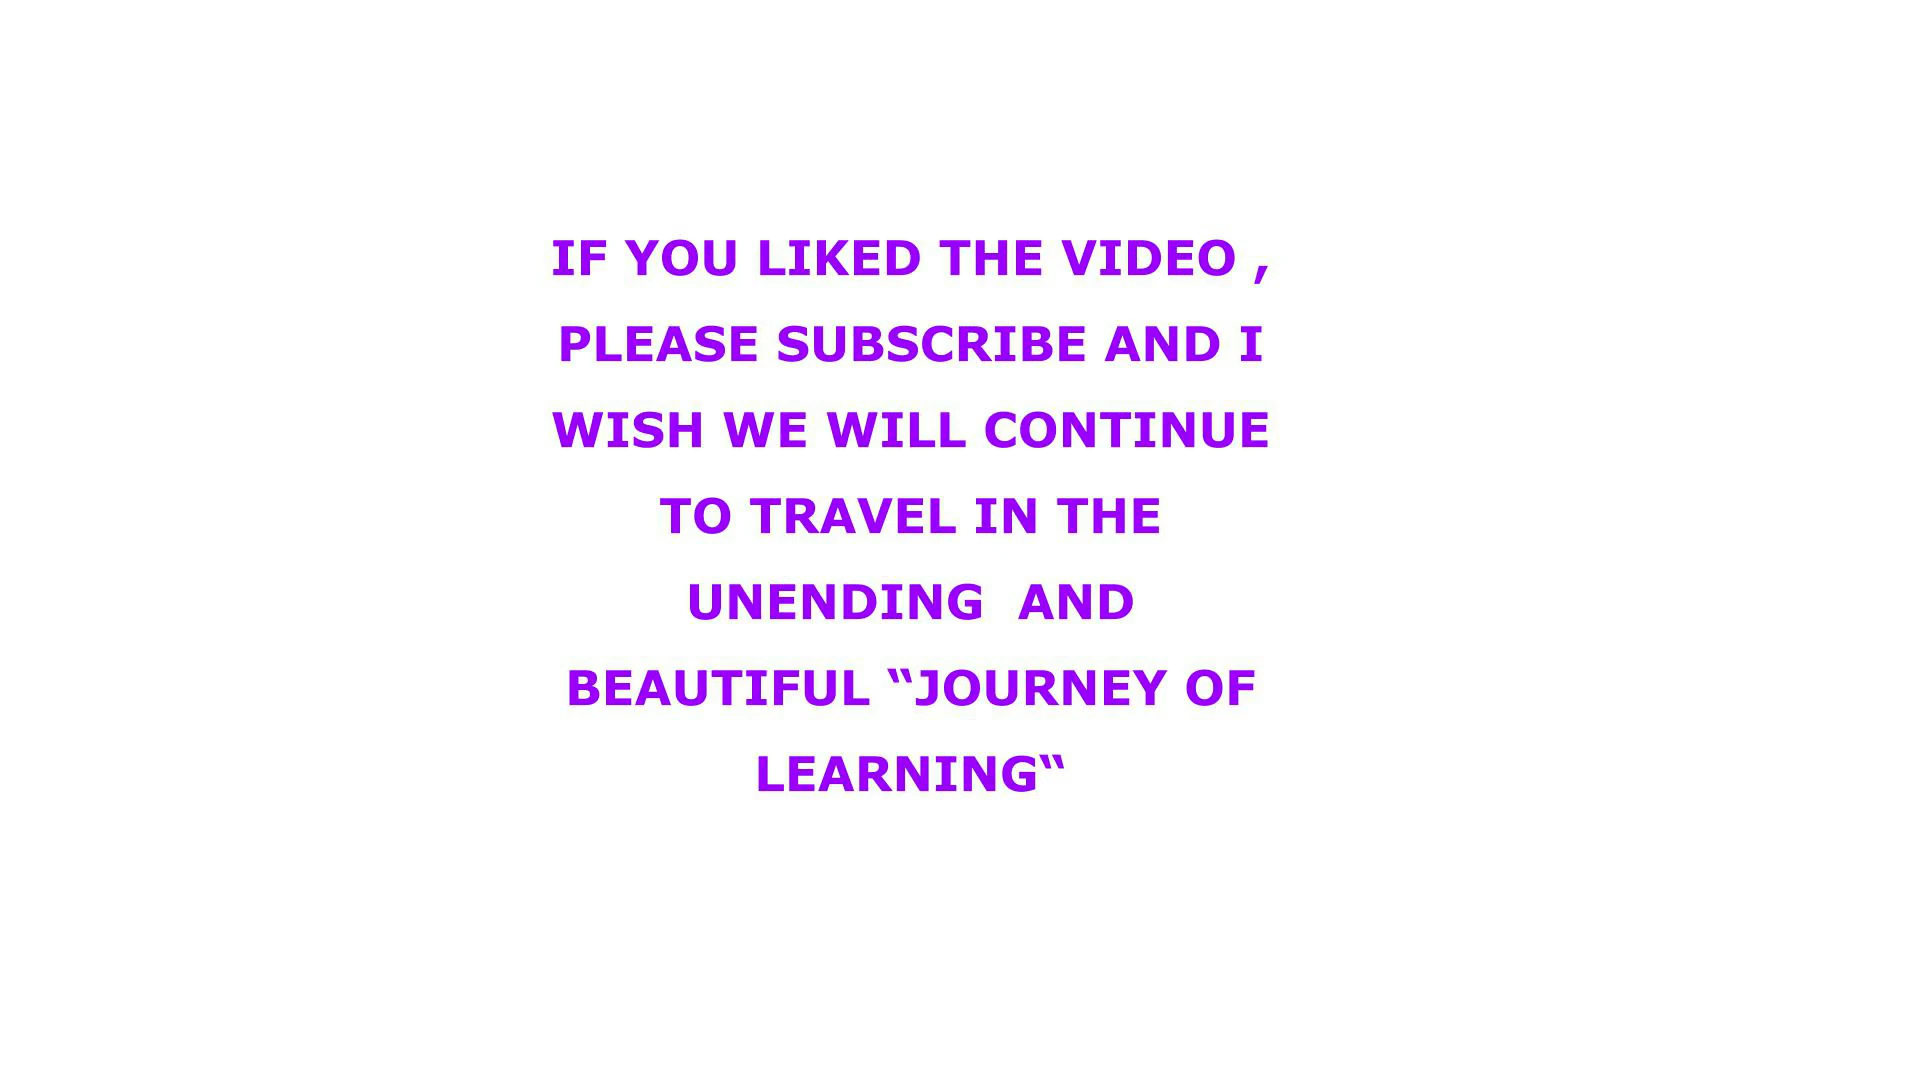 IF YOU LIKED THE VIDEO ,
PLEASE SUBSCRIBE AND I
WISH WE WILL CONTINUE
TO TRAVEL IN THE
UNENDING  AND
BEAUTIFUL “JOURNEY OF
LEARNING“